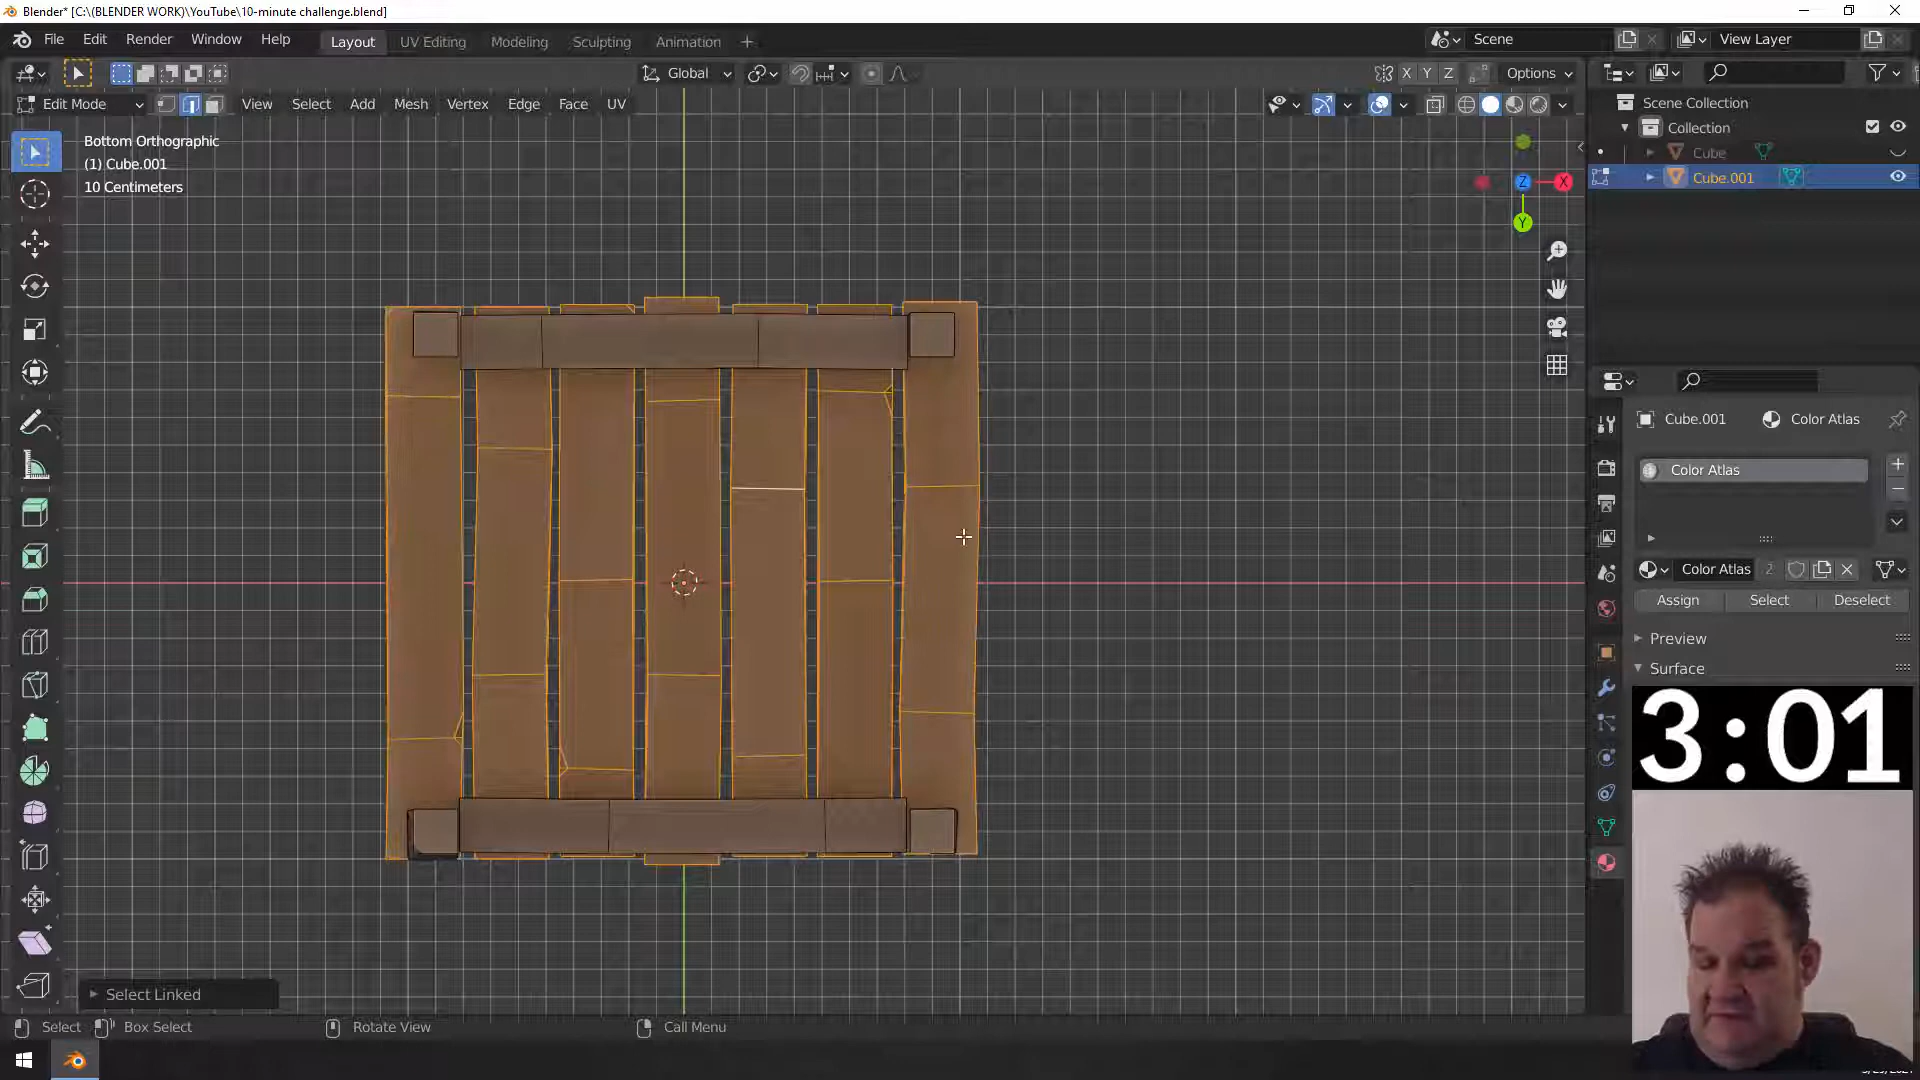 Blender* [C:\(BLENDER WORK)\YouTube\10-minute challenge.blend]
File Edit Render Window Help Layout UV Editing Modeling Sculpting Animation +
Scene View Layer
Global X Y Z Options
Edit Mode View Select Add Mesh Vertex Edge Face UV
Scene Collection
Collection
Cube
Cube.001
Bottom Orthographic
(1) Cube.001
10 Centimeters
Z X
Y
Cube.001 Color Atlas
Color Atlas
Color Atlas 2
Assign Select Deselect
Preview
Surface
3:01
Select Linked
Select Box Select Rotate View Call Menu